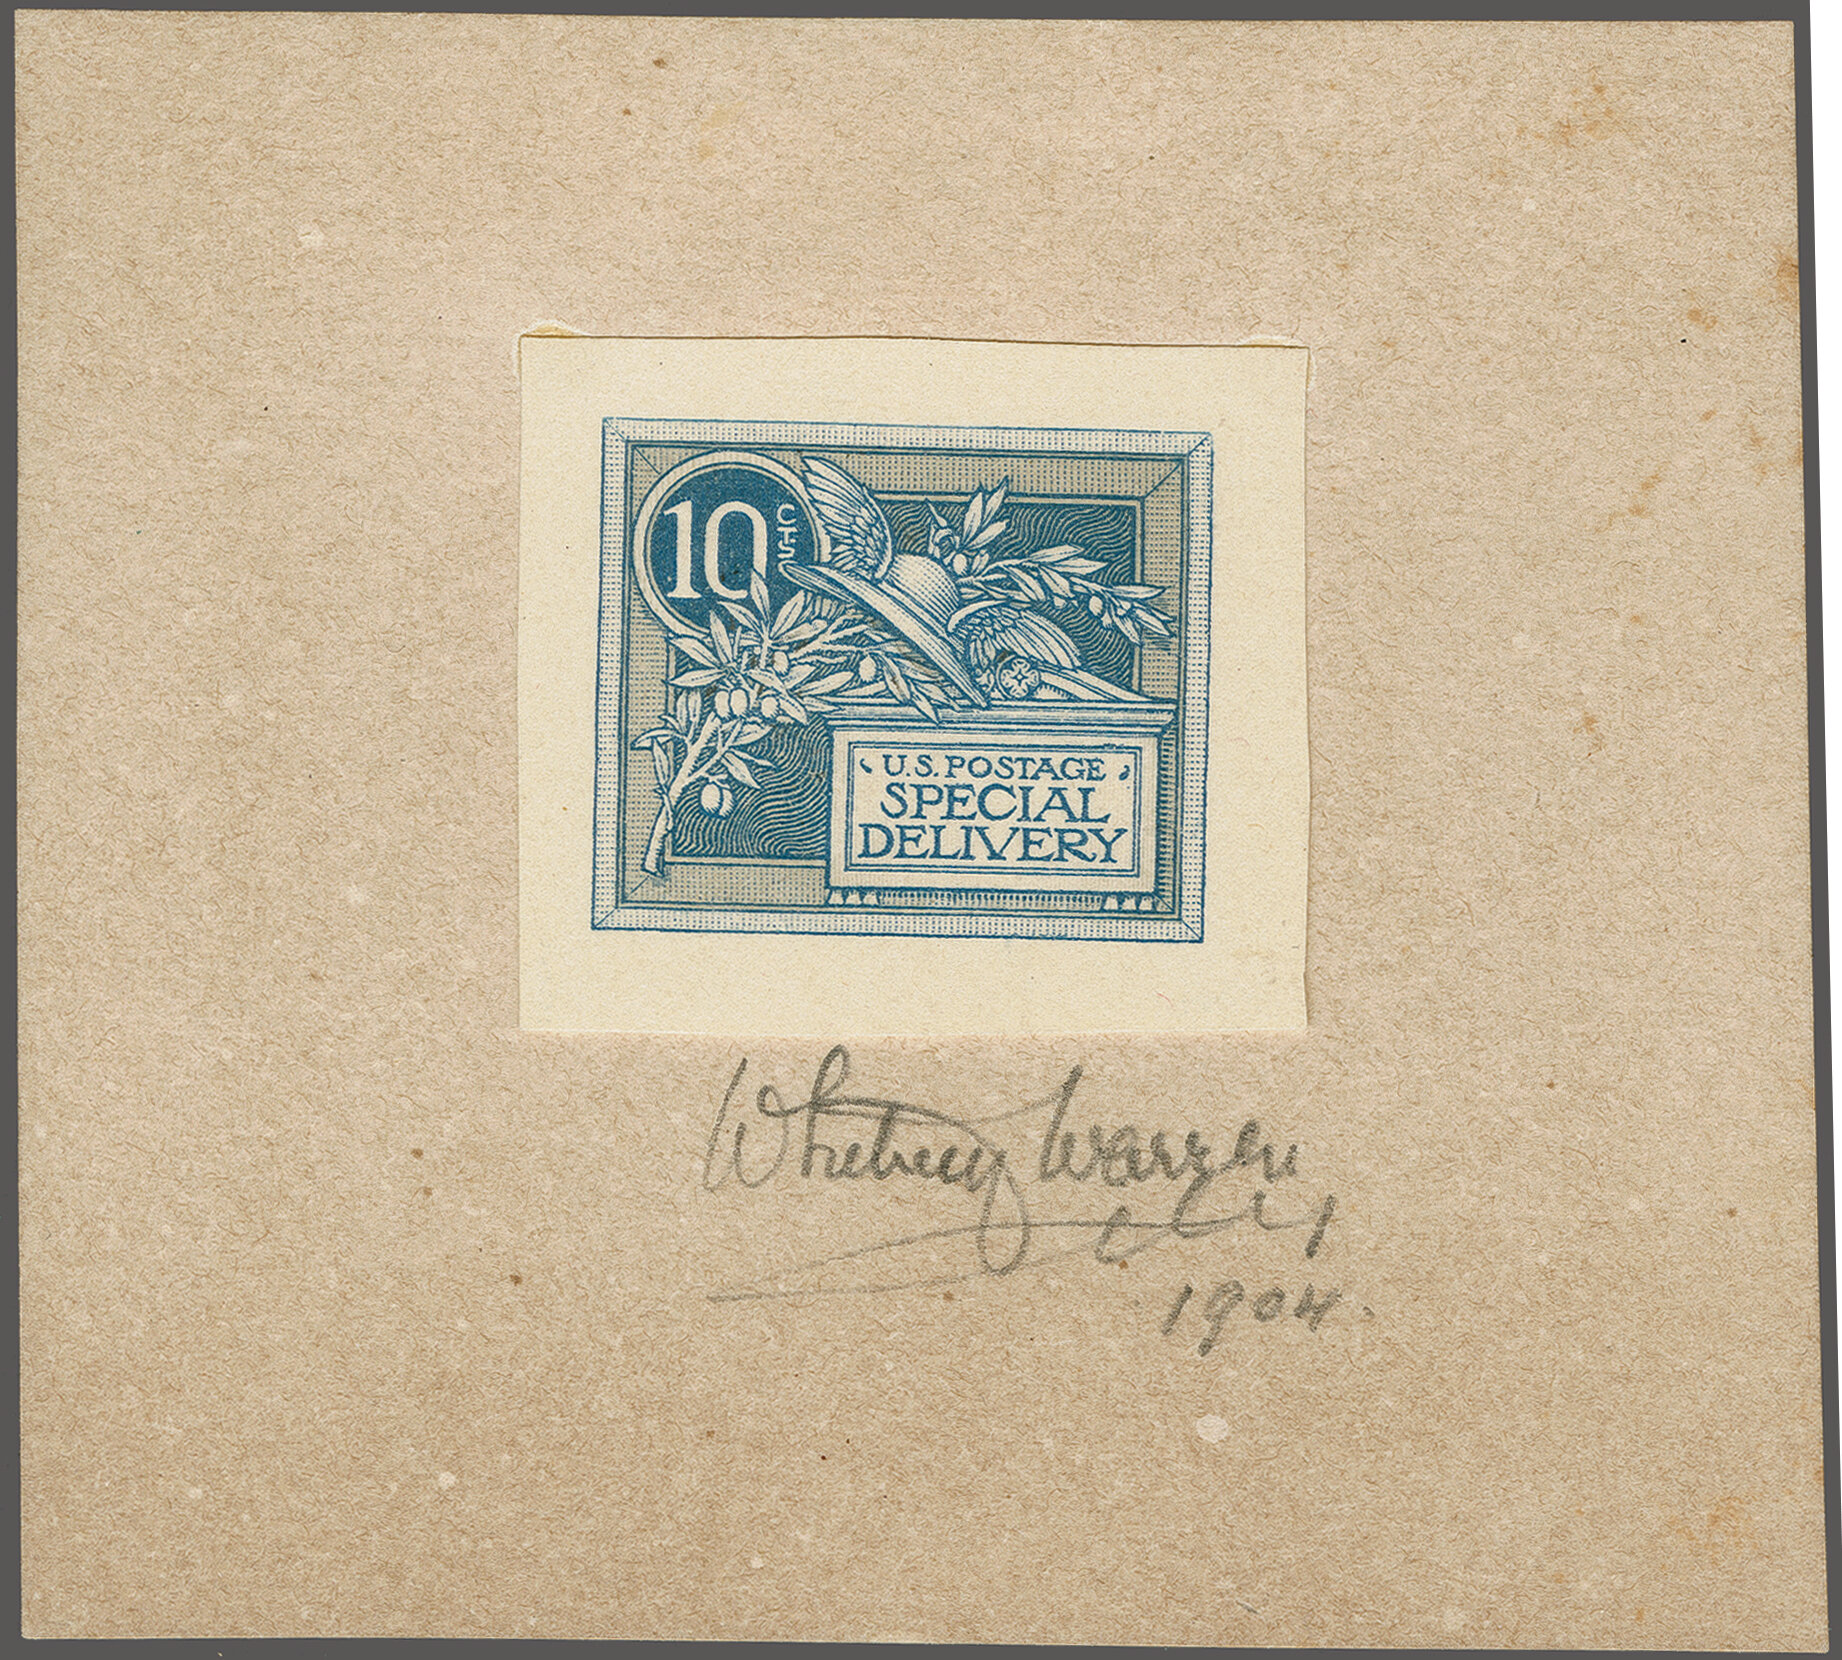 10 CTS
U.S. POSTAGE
SPECIAL
DELIVERY
Whitney Warren
1904.